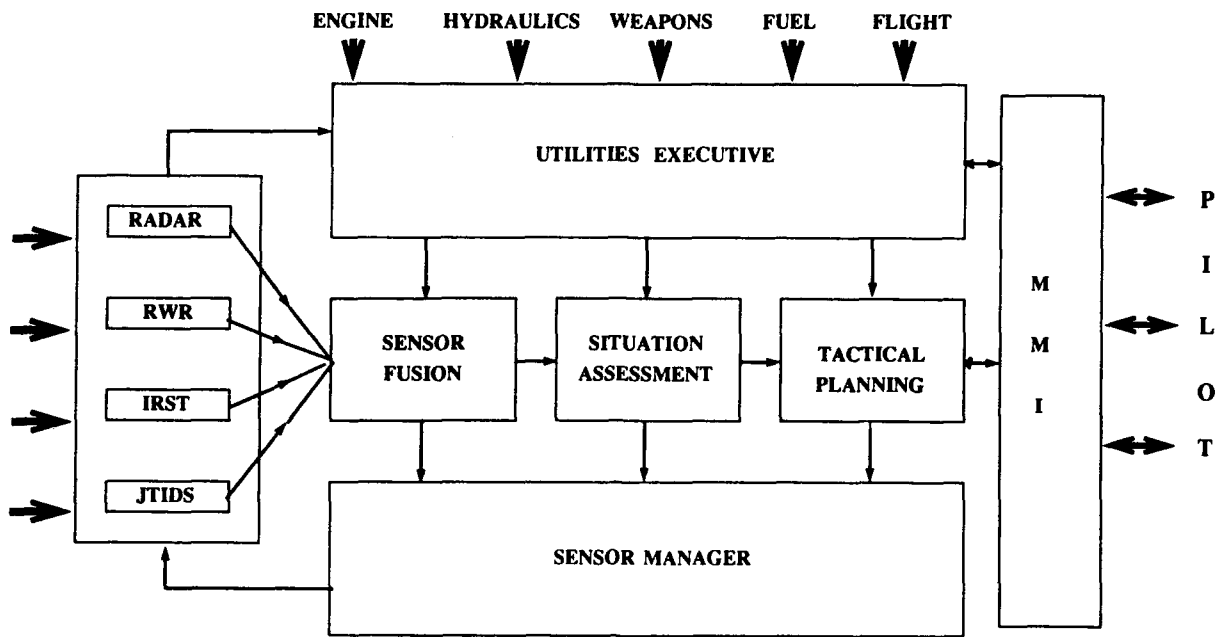 ENGINE HYDRAULICS WEAPONS FUEL FLIGHT
UTILITIES EXECUTIVE
RADAR
RWR
IRST
JTIDS
SENSOR
FUSION
SITUATION
ASSESSMENT
TACTICAL
PLANNING
SENSOR MANAGER
M
M
I
P
I
L
O
T